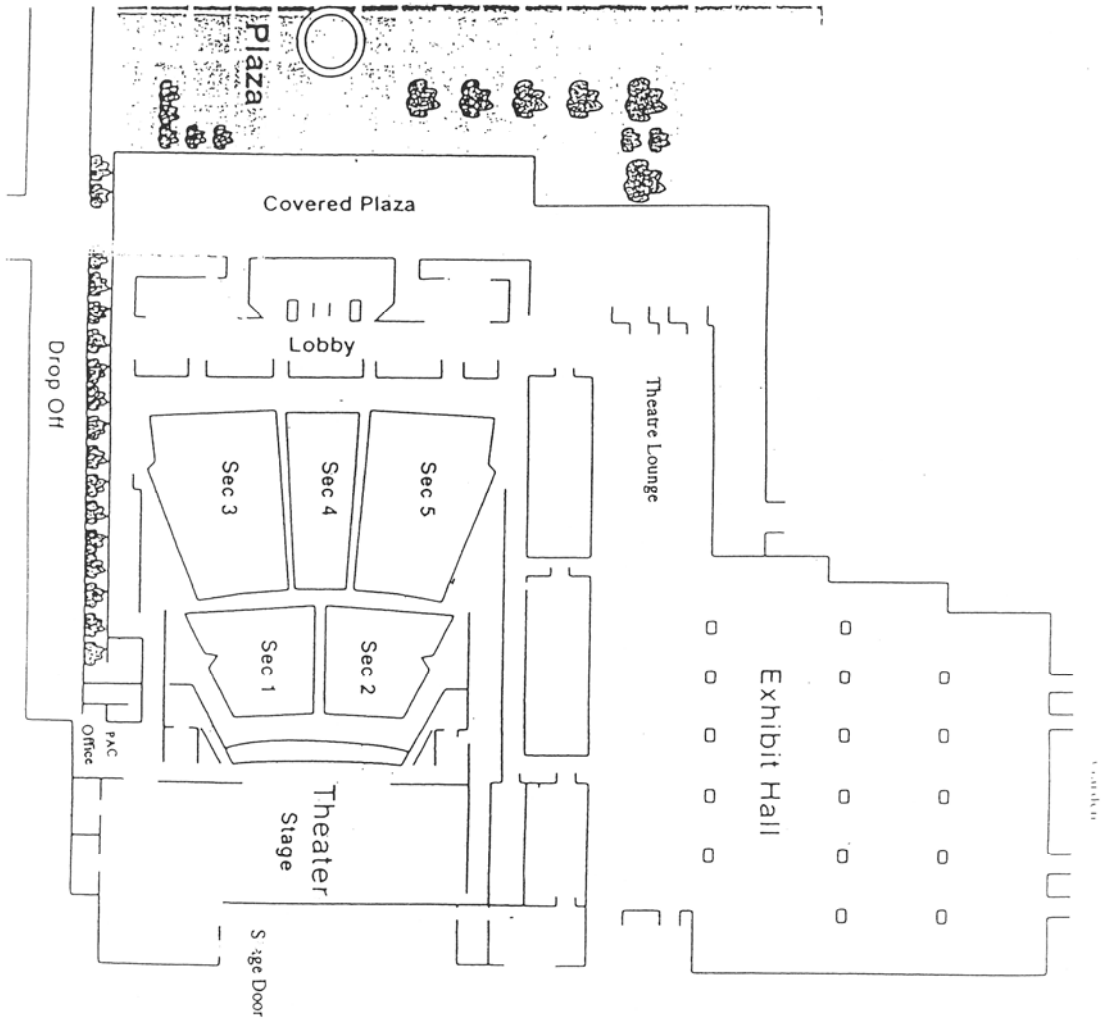 Plaza
Covered Plaza
Lobby
Drop Off
Theatre Lounge
Sec 3
Sec 4
Sec 5
Sec 1
Sec 2
Exhibit Hall
PAC
Office
Theater
Stage
Door